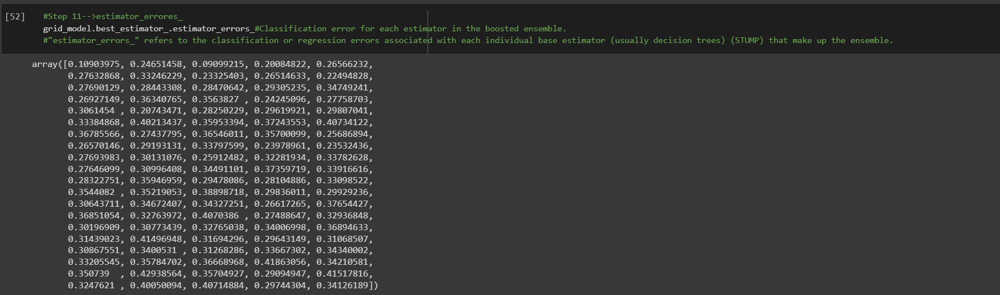 [52] #Step 11-->estimator_errores_
grid_model.best_estimator_.estimator_errors_#Classification error for each estimator in the boosted ensemble.
#"estimator_errors_" refers to the classification or regression errors associated with each individual base estimator (usually decision trees) (STUMP) that make up the ensemble.
array([0.10903975, 0.24651458, 0.09099215, 0.20084822, 0.26566232,
0.27632868, 0.33246229, 0.23325403, 0.26514633, 0.22494828,
0.27690129, 0.28443308, 0.28470642, 0.29305235, 0.34749241,
0.26927149, 0.36340765, 0.3563827 , 0.24245096, 0.27758703,
0.3061454 , 0.20743471, 0.28250229, 0.29619921, 0.29807041,
0.33384868, 0.40213437, 0.35953394, 0.37243553, 0.40734122,
0.36785566, 0.27437795, 0.36546011, 0.35700099, 0.25686894,
0.26570146, 0.29193131, 0.33797599, 0.23978961, 0.23532436,
0.27693983, 0.30131076, 0.25912482, 0.32281934, 0.33782628,
0.27646099, 0.30996408, 0.34491101, 0.37359719, 0.33916616,
0.28322751, 0.35946959, 0.29478086, 0.28104886, 0.33098522,
0.3544082 , 0.35219053, 0.38898718, 0.29836011, 0.29929236,
0.30643711, 0.34672407, 0.34327251, 0.26617265, 0.37654427,
0.36851054, 0.32763972, 0.4070386 , 0.27488647, 0.32936848,
0.30196909, 0.30773439, 0.32765038, 0.34006998, 0.36894633,
0.31439023, 0.41496948, 0.31694296, 0.29643149, 0.31068507,
0.30867551, 0.3400531 , 0.31268286, 0.33667302, 0.34340002,
0.33205545, 0.35784702, 0.36668968, 0.41863056, 0.34210581,
0.350739  , 0.42938564, 0.35704927, 0.29094947, 0.41517816,
0.3247621 , 0.40050094, 0.40714884, 0.29744304, 0.34126189])